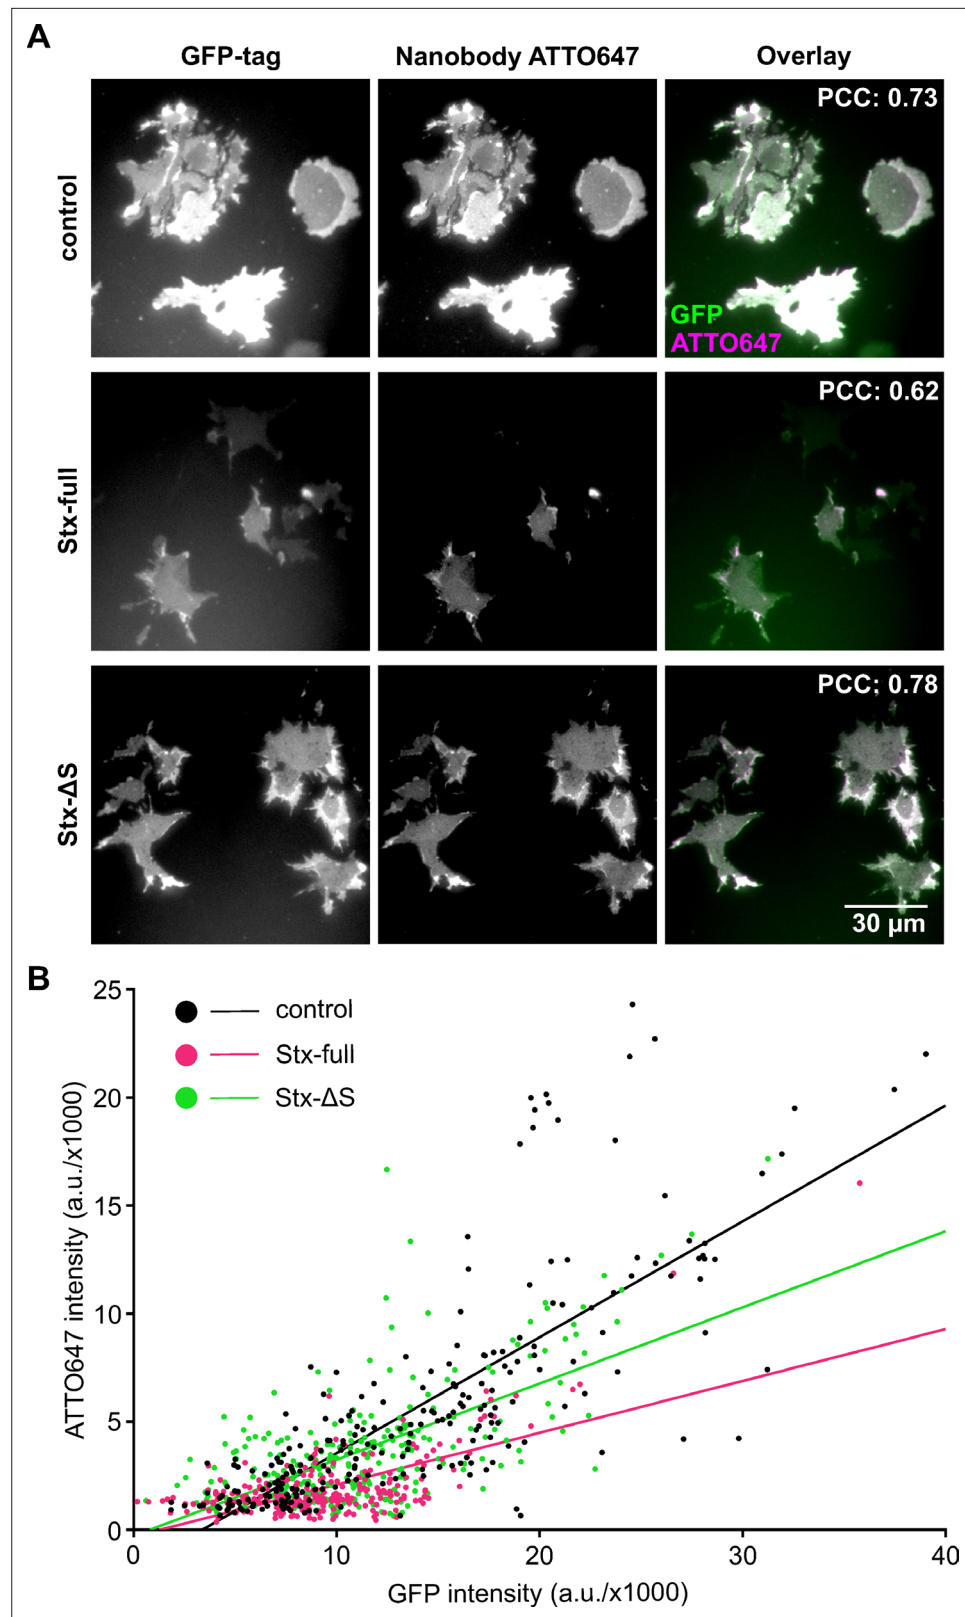 A
GFP-tag Nanobody ATTO647 Overlay
control
PCC: 0.73
GFP
ATTO647
Stx-full
PCC: 0.62
Stx-ΔS
PCC: 0.78
30 µm
B
ATTO647 intensity (a.u./x1000)
25
20
15
10
5
0
control
Stx-full
Stx-ΔS
0 10 20 30 40
GFP intensity (a.u./x1000)